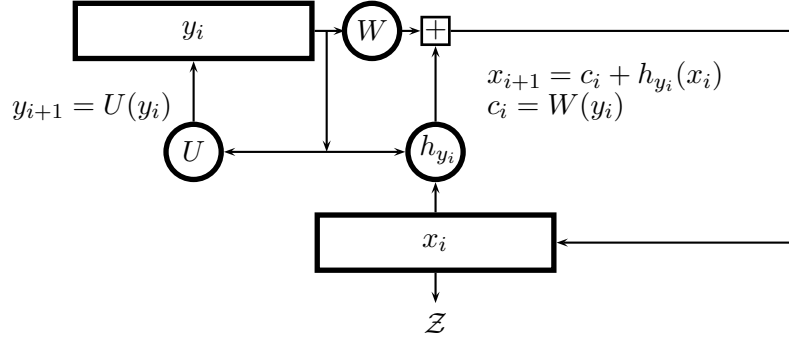 y_i
W
+
x_{i+1} = c_i + h_{y_i}(x_i)
c_i = W(y_i)
y_{i+1} = U(y_i)
U
h_{y_i}
x_i
𝒵